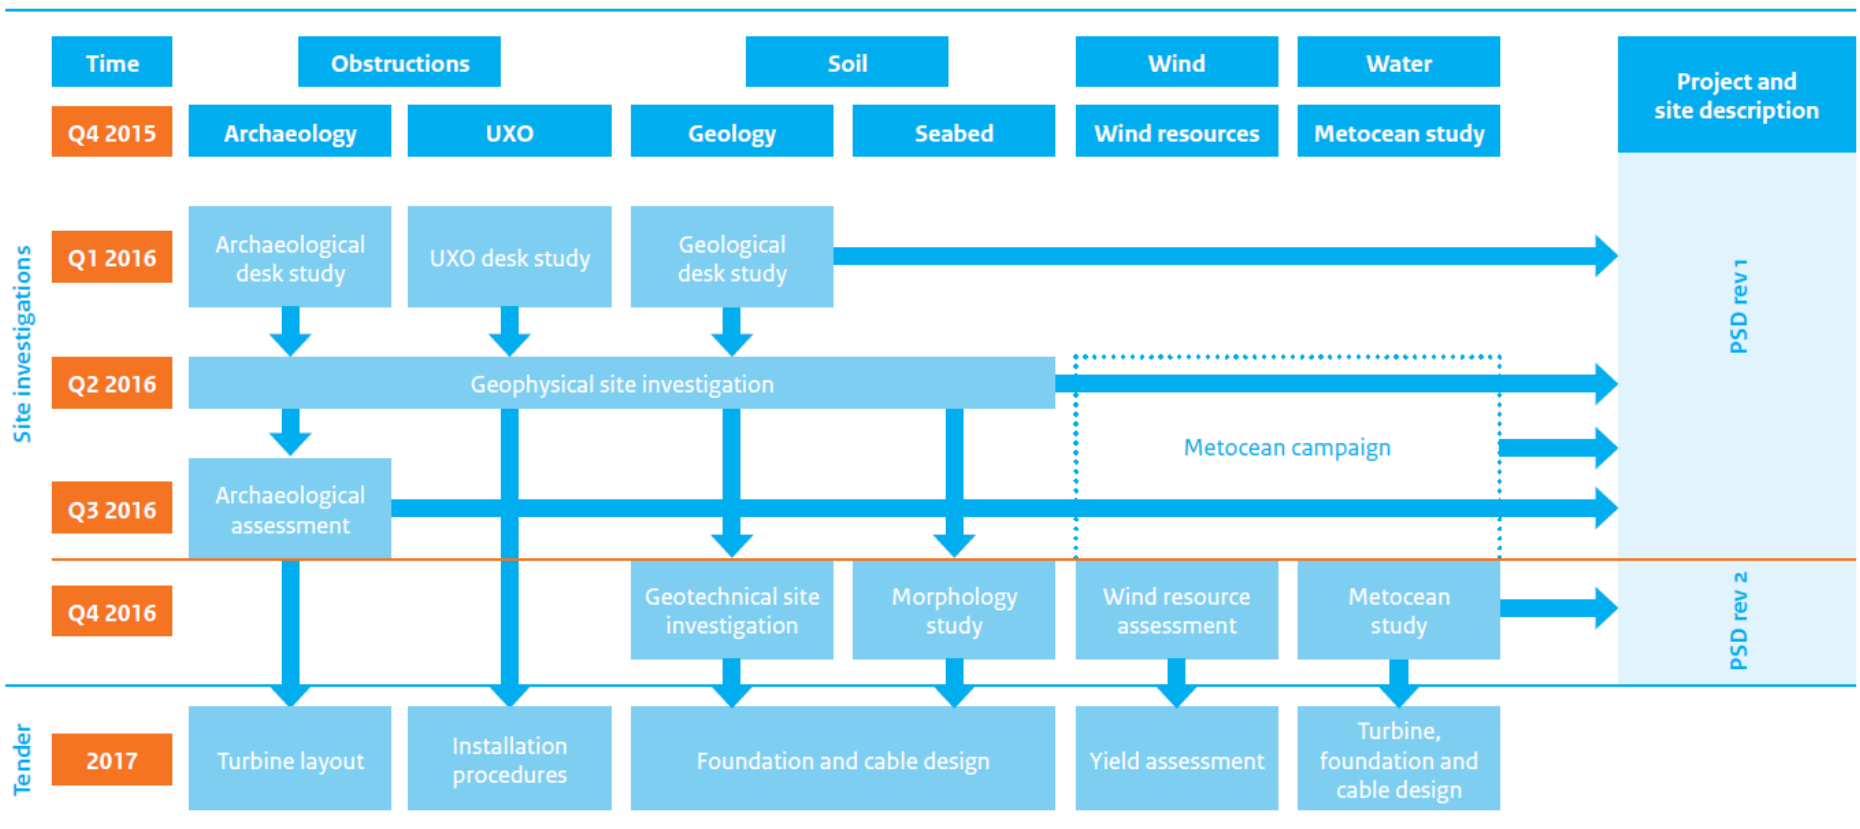 Time
Obstructions
Soil
Wind
Water
Project and
site description
Q4 2015
Archaeology
UXO
Geology
Seabed
Wind resources
Metocean study
Site investigations
Q1 2016
Archaeological
desk study
UXO desk study
Geological
desk study
PSD rev 1
Q2 2016
Geophysical site investigation
Metocean campaign
Q3 2016
Archaeological
assessment
Q4 2016
Geotechnical site
investigation
Morphology
study
Wind resource
assessment
Metocean
study
PSD rev 2
Tender
2017
Turbine layout
Installation
procedures
Foundation and cable design
Yield assessment
Turbine,
foundation and
cable design